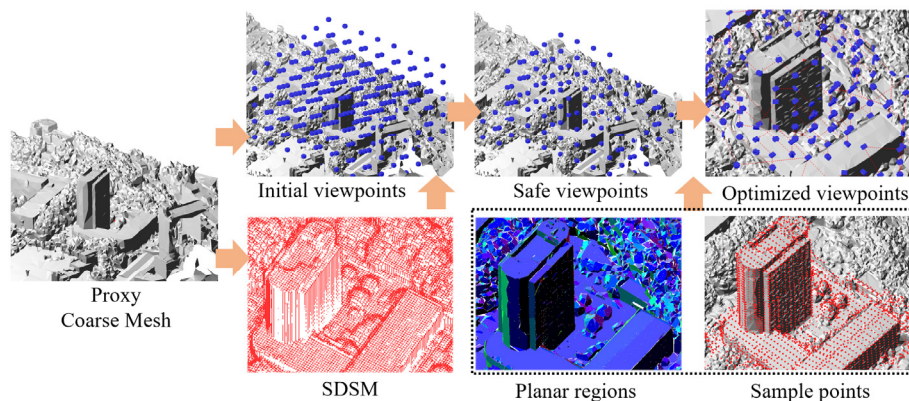 Initial viewpoints
Safe viewpoints
Optimized viewpoints
Proxy
Coarse Mesh
SDSM
Planar regions
Sample points